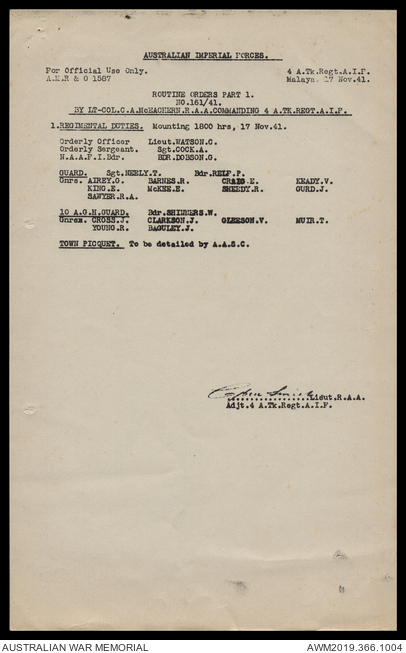 AUSTRALIAN IMPERIAL FORCES.
For Official Use Only. 4 A.Tk.Regt.A.I.F.
A.M.R & O 1587 Malaya. 17 Nov.41.
ROUTINE ORDERS PART 1.
NO.161/41.
BY LT-COL.C.A.McEACHERN.R.A.A.COMMANDING 4 A.TK.REGT.A.I.F.
1.REGIMENTAL DUTIES. Mounting 1800 hrs, 17 Nov.41.
Orderly Officer Lieut.WATSON.C.
Orderly Sergeant. Sgt.COCK.A.
N.A.A.F.I.Bdr. BDR.DOBSON.G.
GUARD. Sgt.NEELY.T. Bdr.RELF.P.
Gnrs. AIREY.G. BARNES.R. CRAIG.E. KEADY.V.
KING.E. McKEE.E. SHEEDY.R. GURD.J.
SAWYER.R.A.
10 A.G.H.GUARD. Bdr.SHIMMERS.W.
CROSS.J. CLARKSON.J. GLEESON.V. MUIR.T.
YOUNG.R. BAGULEY.J.
TOWN PICQUET. To be detailed by A.A.S.C.
Lieut.R.A.A.
Adjt.4 A.Tk.Regt.A.I.F.
AUSTRALIAN WAR MEMORIAL AWM2019.366.1004